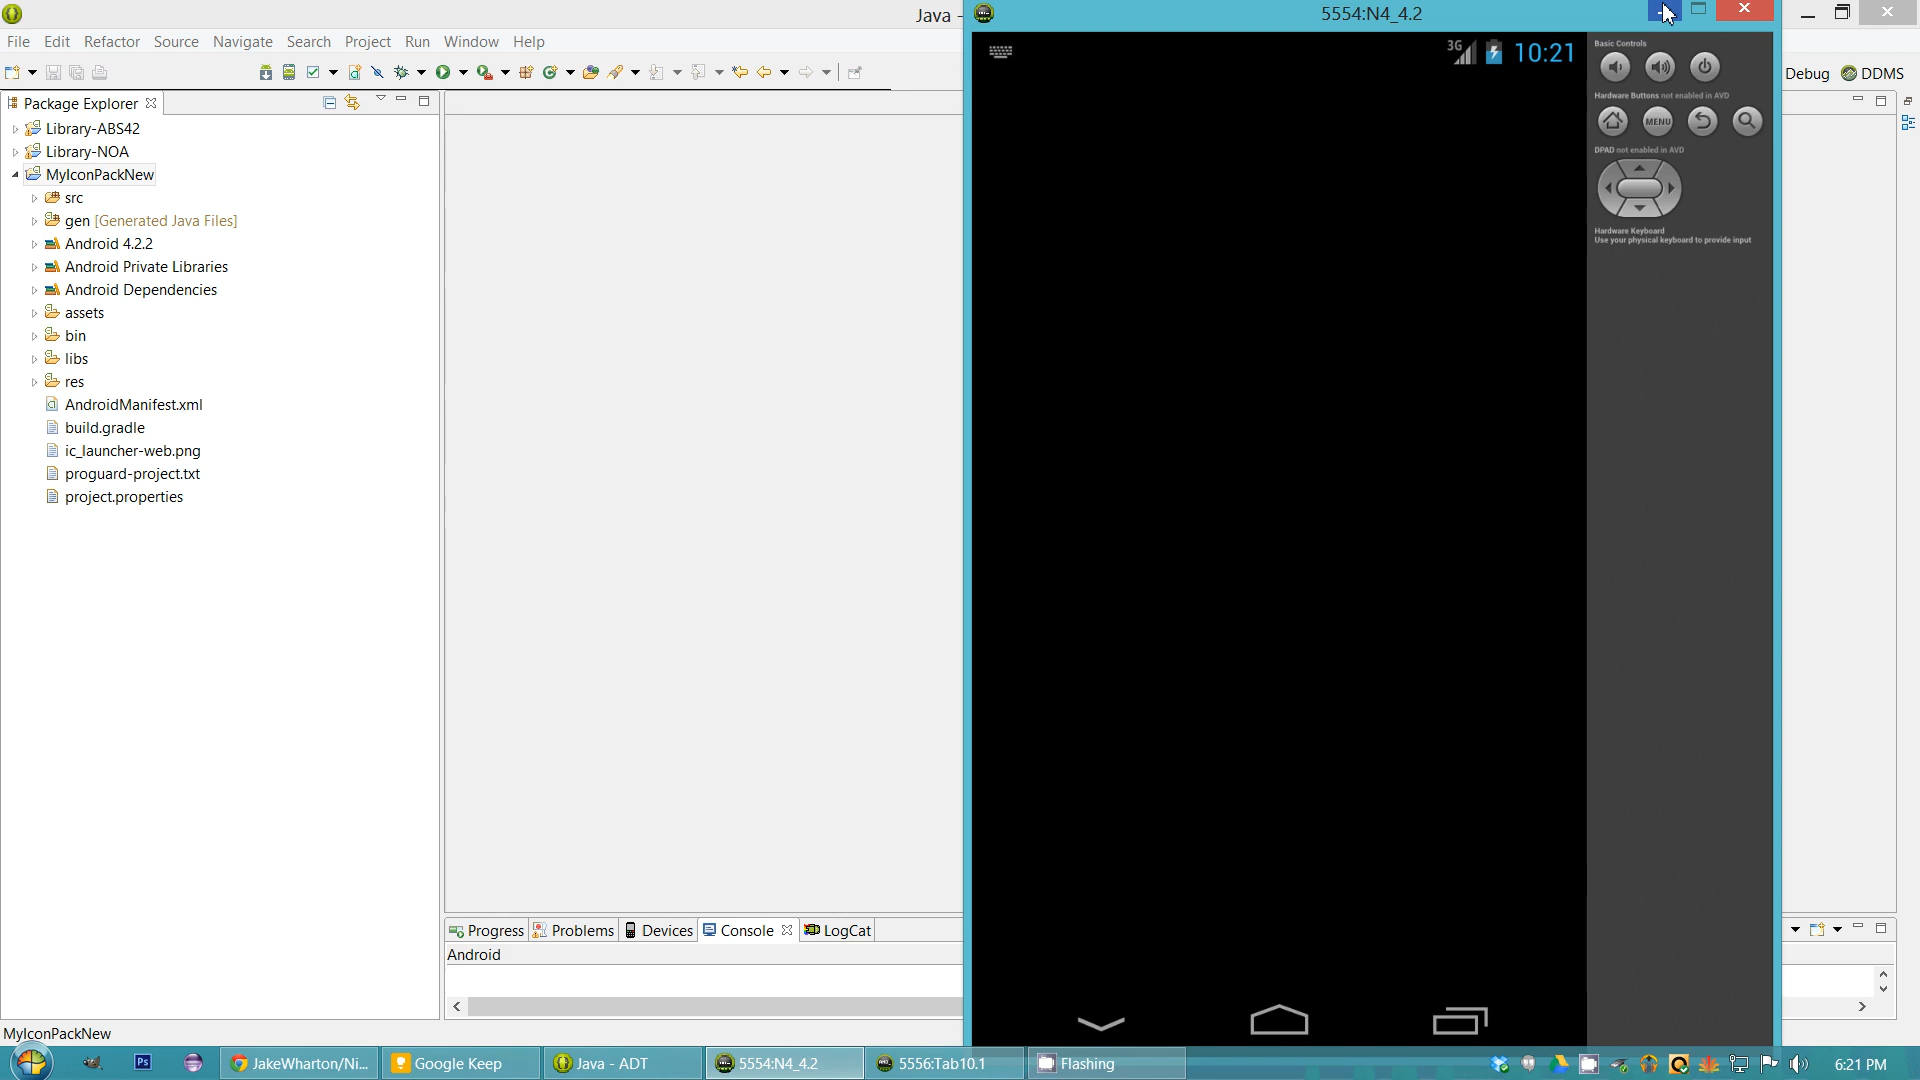 Java -
5554:N4_4.2
File Edit Refactor Source Navigate Search Project Run Window Help
3G 10:21
Basic Controls
Hardware Buttons not enabled in AVD
MENU
DPAD not enabled in AVD
Hardware Keyboard
Use your physical keyboard to provide input
Debug DDMS
Package Explorer
Library-ABS42
Library-NOA
MyIconPackNew
src
gen [Generated Java Files]
Android 4.2.2
Android Private Libraries
Android Dependencies
assets
bin
libs
res
AndroidManifest.xml
build.gradle
ic_launcher-web.png
proguard-project.txt
project.properties
Progress Problems Devices Console LogCat
Android
MyIconPackNew
Ps JakeWharton/Ni... Google Keep Java - ADT 5554:N4_4.2 5556:Tab10.1 Flashing 6:21 PM